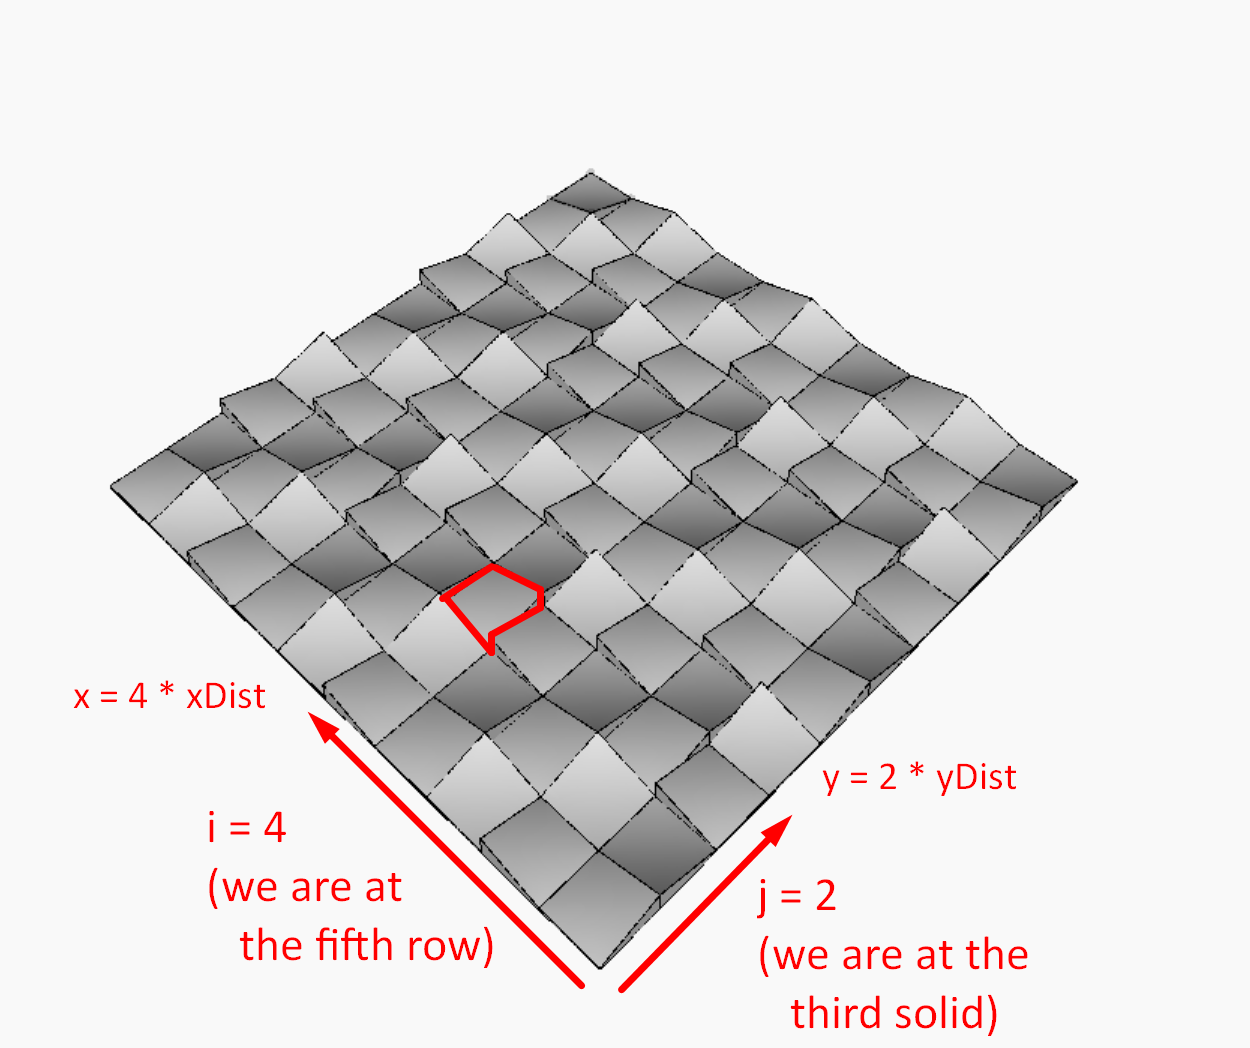 x = 4 * xDist
i = 4
(we are at
the fifth row)
y = 2 * yDist
j = 2
(we are at the
third solid)